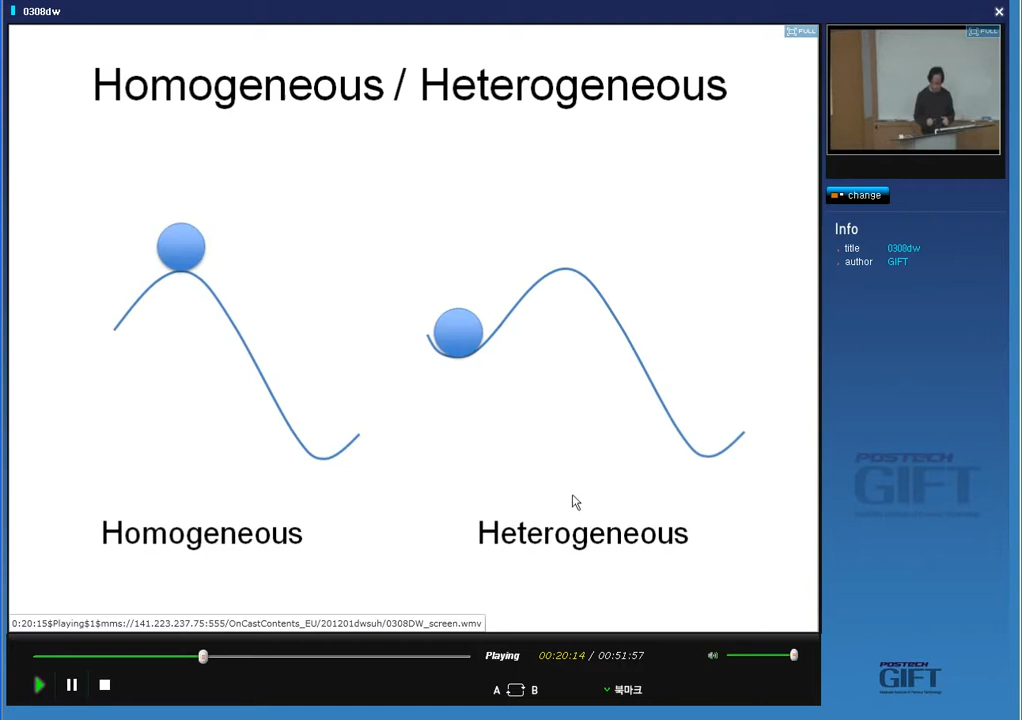 0308dw
FULL
FULL
Homogeneous / Heterogeneous
change
Info
title 0308dw
author GIFT
Homogeneous
Heterogeneous
POSTECH
GIFT
0:20:15$Playing$1$mms://141.223.237.75:555/OnCastContents_EU/201201dwsuh/0308DW_screen.wmv
Playing 00:20:14 / 00:51:57
A B
북마크
POSTECH
GIFT